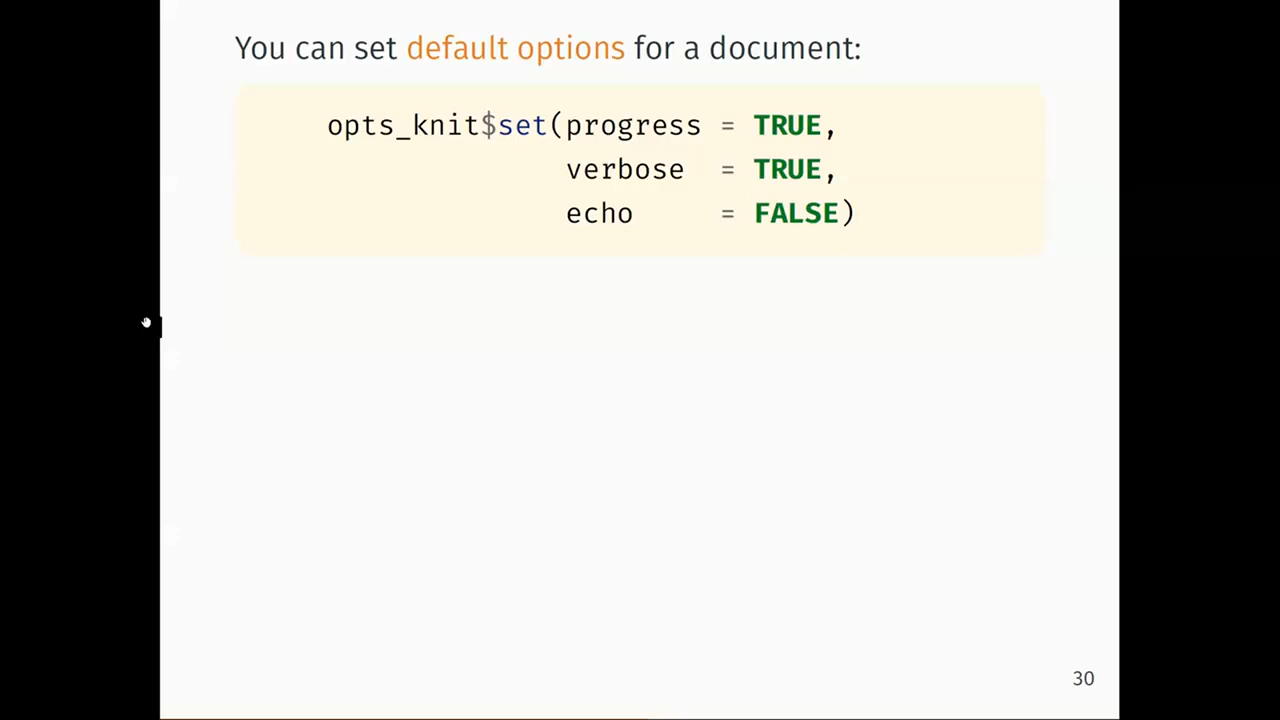 You can set default options for a document:
opts_knit$set(progress = TRUE,
verbose = TRUE,
echo = FALSE)
30